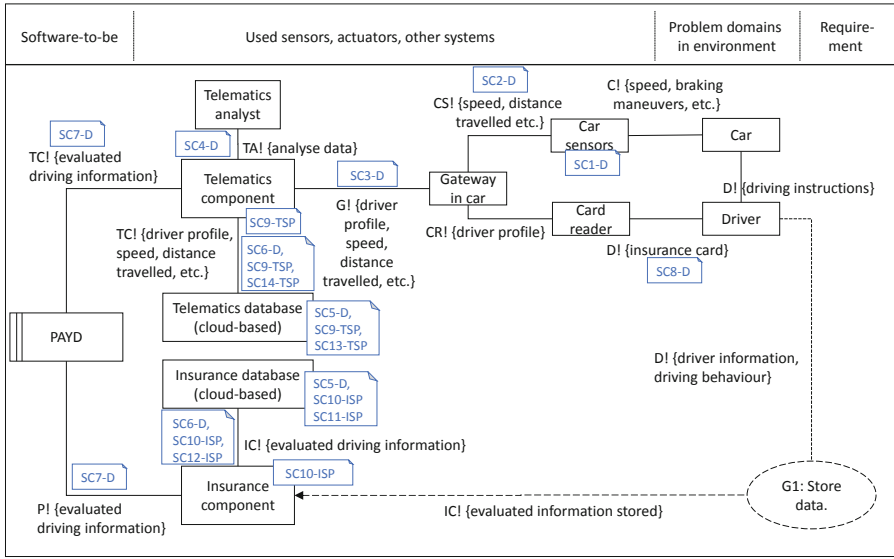 Software-to-be
Used sensors, actuators, other systems
Problem domains
in environment
Require-
ment
SC2-D
C! {speed, braking
maneuvers, etc.}
Telematics
analyst
CS! {speed, distance
travelled etc.}
Car
sensors
Car
SC7-D
SC4-D
TA! {analyse data}
SC1-D
TC! {evaluated
driving information}
SC3-D
Telematics
component
Gateway
in car
D! {driving instructions}
G! {driver
profile,
speed,
distance
travelled, etc.}
SC9-TSP
Card
reader
Driver
TC! {driver profile,
speed, distance
travelled, etc.}
CR! {driver profile}
SC6-D,
SC9-TSP,
SC14-TSP
D! {insurance card}
SC8-D
Telematics database
(cloud-based)
SC5-D,
SC9-TSP,
SC13-TSP
PAYD
D! {driver information,
driving behaviour}
Insurance database
(cloud-based)
SC5-D,
SC10-ISP
SC11-ISP
SC6-D,
SC10-ISP,
SC12-ISP
IC! {evaluated driving information}
SC7-D
SC10-ISP
Insurance
component
G1: Store
data.
P! {evaluated
driving information}
IC! {evaluated information stored}